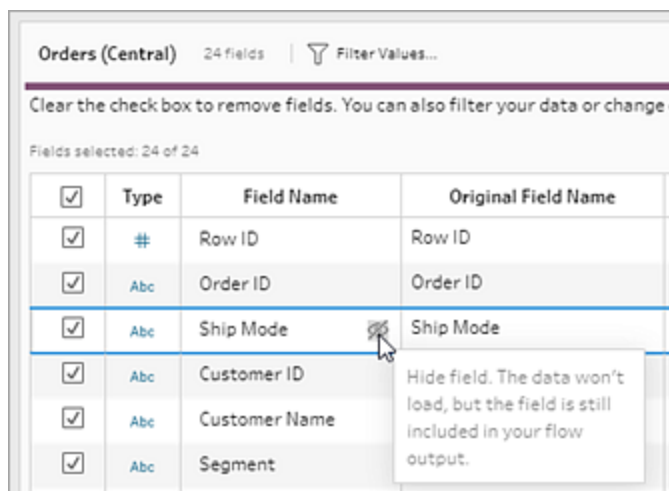 Orders (Central) 24 fields Filter Values...
Clear the check box to remove fields. You can also filter your data or change
Fields selected: 24 of 24
Type Field Name Original Field Name
# Row ID Row ID
Abc Order ID Order ID
Abc Ship Mode Ship Mode
Abc Customer ID
Abc Customer Name
Abc Segment
Hide field. The data won't
load, but the field is still
included in your flow
output.